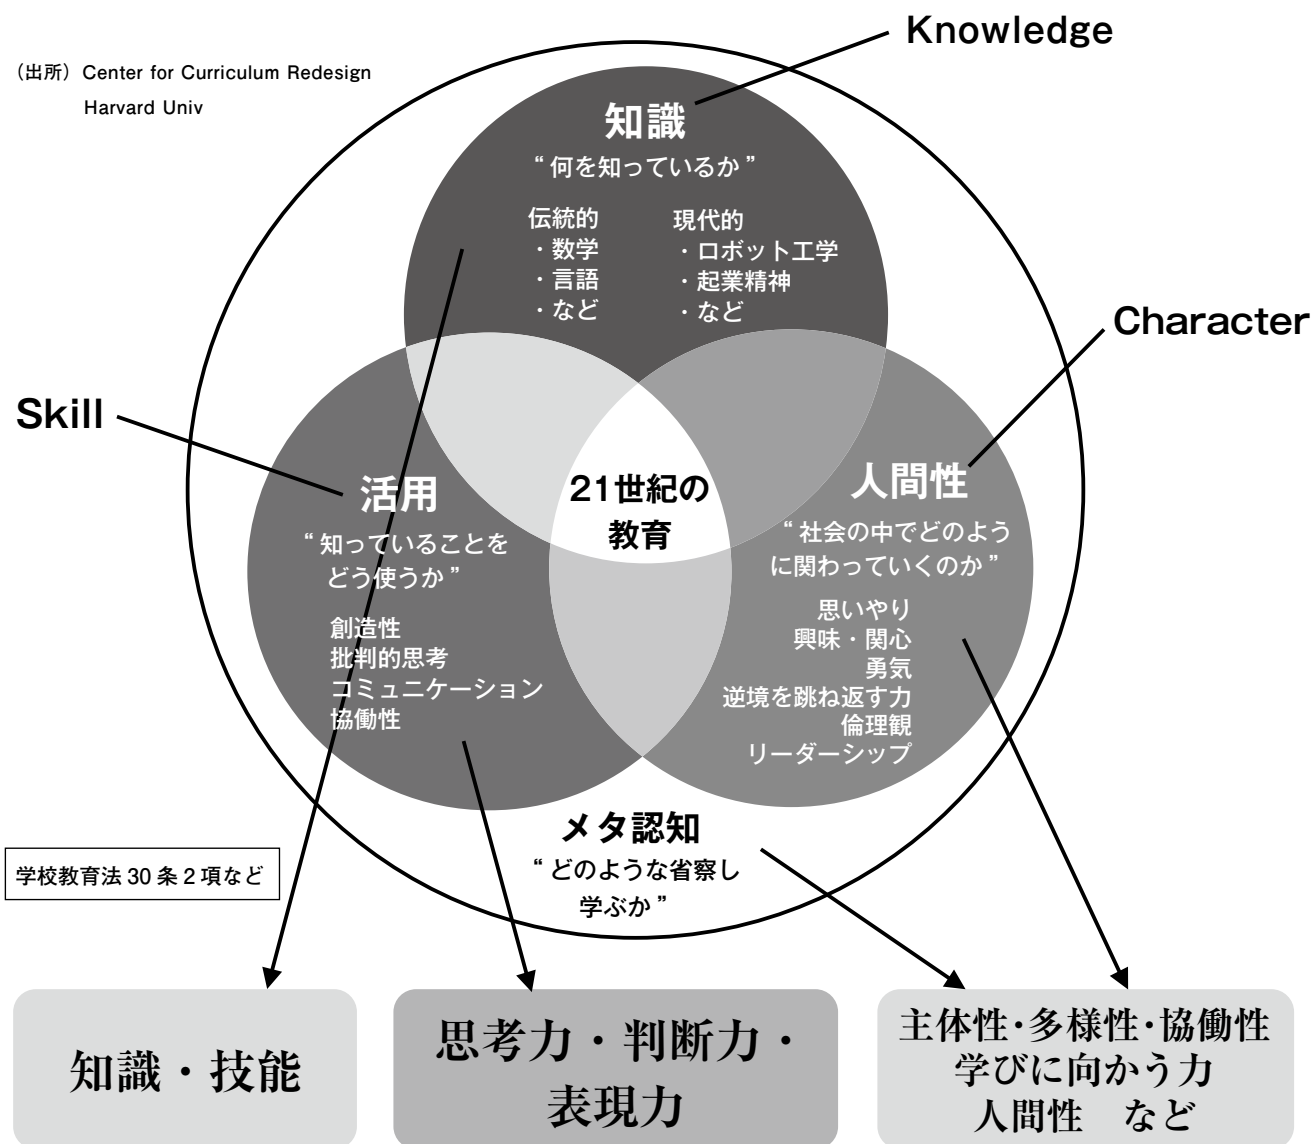 Knowledge
（出所）Center for Curriculum Redesign
Harvard Univ
知識
“ 何を知っているか ”
伝統的
・数学
・言語
・など
現代的
・ロボット工学
・起業精神
・など
Character
Skill
活用
“ 知っていることを
どう使うか ”
創造性
批判的思考
コミュニケーション
協働性
21世紀の
教育
人間性
“ 社会の中でどのよう
に関わっていくのか ”
思いやり
興味・関心
勇気
逆境を跳ね返す力
倫理観
リーダーシップ
メタ認知
“ どのような省察し
学ぶか ”
学校教育法 30 条 2 項など
知識・技能
思考力・判断力・
表現力
主体性･多様性･協働性
学びに向かう力
人間性　など